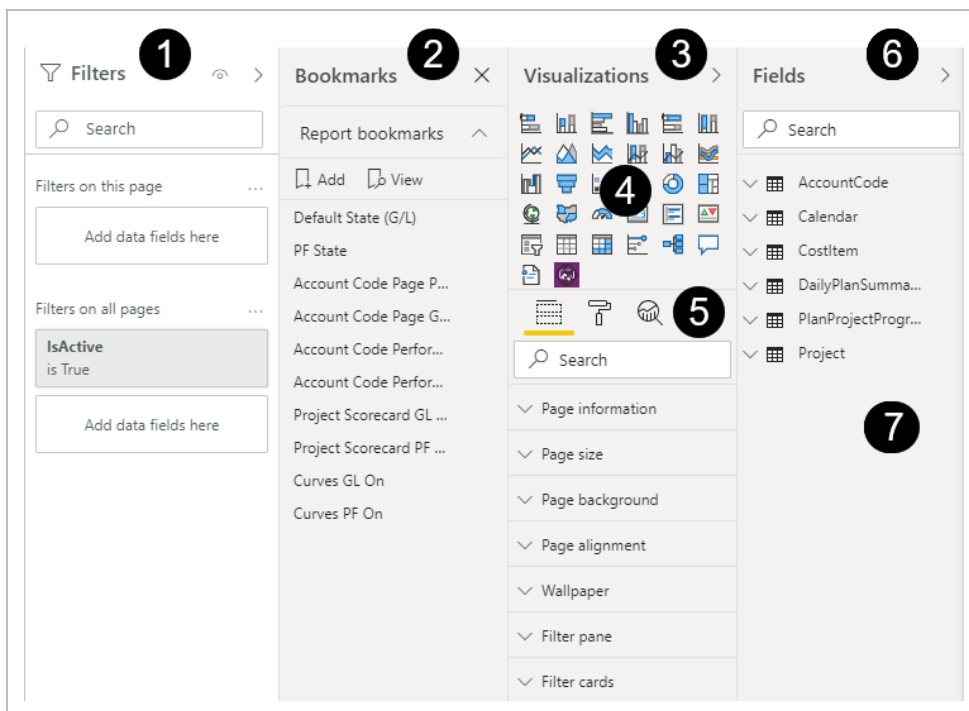 1
Filters
Search
Filters on this page
...
Add data fields here
Filters on all pages
...
IsActive
is True
Add data fields here
2
Bookmarks
Report bookmarks
Add View
Default State (G/L)
PF State
Account Code Page P...
Account Code Page G...
Account Code Perfor...
Account Code Perfor...
Project Scorecard GL ...
Project Scorecard PF ...
Curves GL On
Curves PF On
3
Visualizations
4
5
Search
Page information
Page size
Page background
Page alignment
Wallpaper
Filter pane
Filter cards
6
Fields
Search
AccountCode
Calendar
CostItem
DailyPlanSumma...
PlanProjectProgr...
Project
7